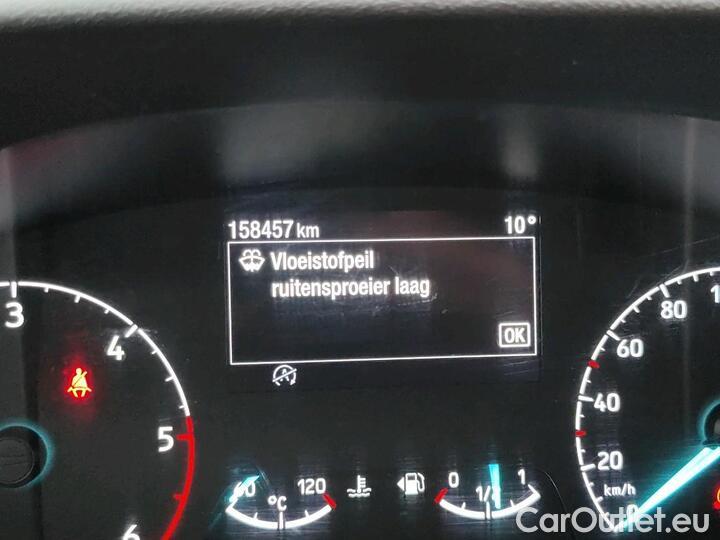 158457 km 10°
Vloeistofpeil
ruitensproeier laag
OK
3
4
5
6
120
°C
0
1/2
1
20
40
60
80
km/h
CarOutlet.eu